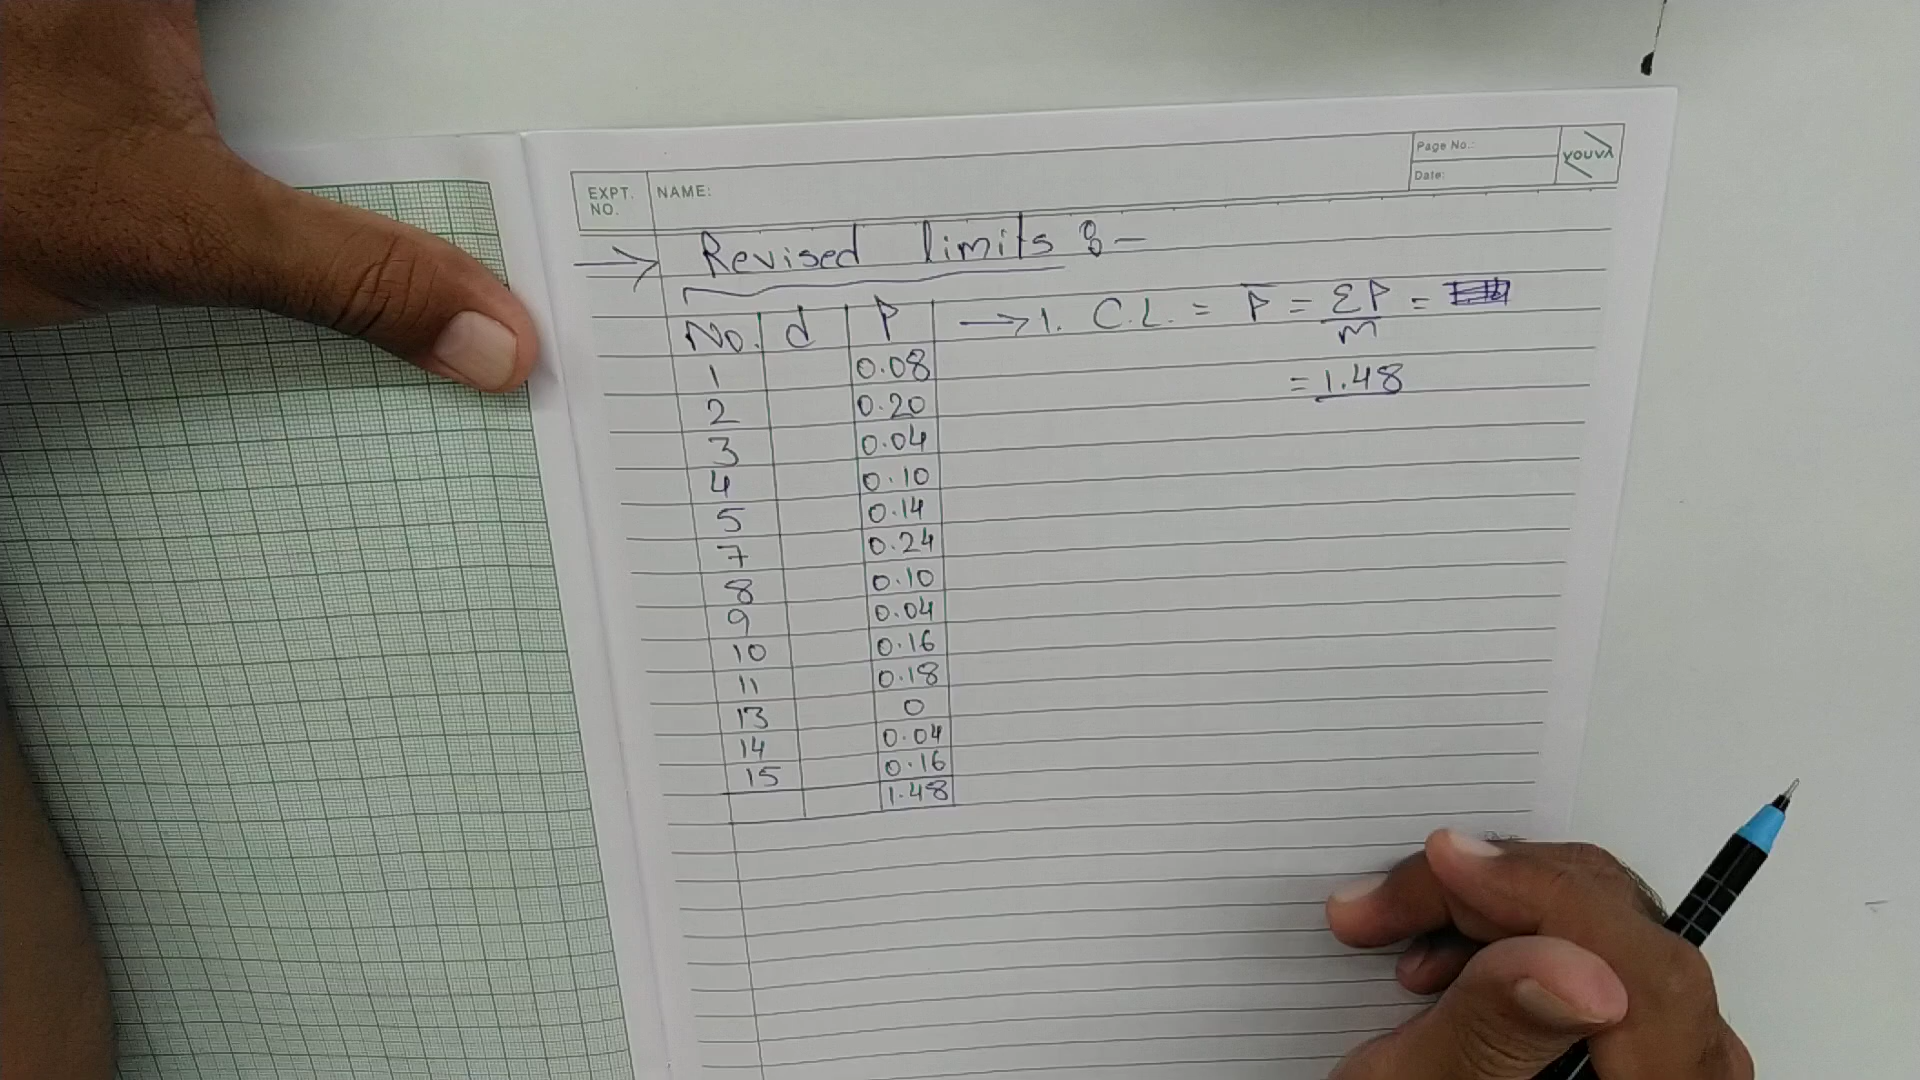 EXPT. NO.
NAME:
Page No.:
Date:
YOUVA
→ Revised limits :-
No. d P
1 0.08
2 0.20
3 0.04
4 0.10
5 0.14
7 0.24
8 0.10
9 0.04
10 0.16
11 0.18
13 0
14 0.04
15 0.16
1.48
→ 1. C.L. = P̅ = ΣP/m =
= 1.48